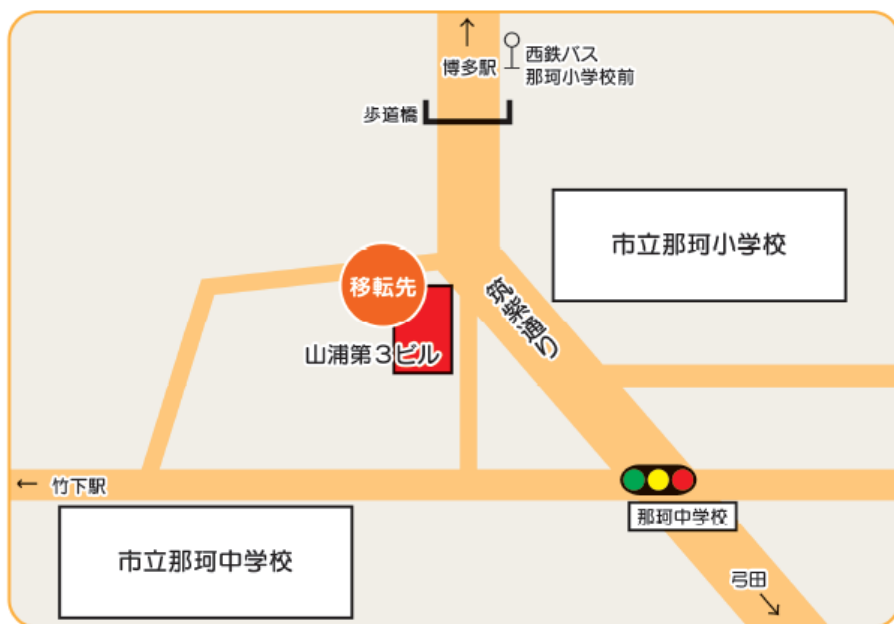 博多駅
西鉄バス
那珂小学校前
歩道橋
市立那珂小学校
移転先
筑紫通り
山浦第3ビル
← 竹下駅
那珂中学校
市立那珂中学校
弓田